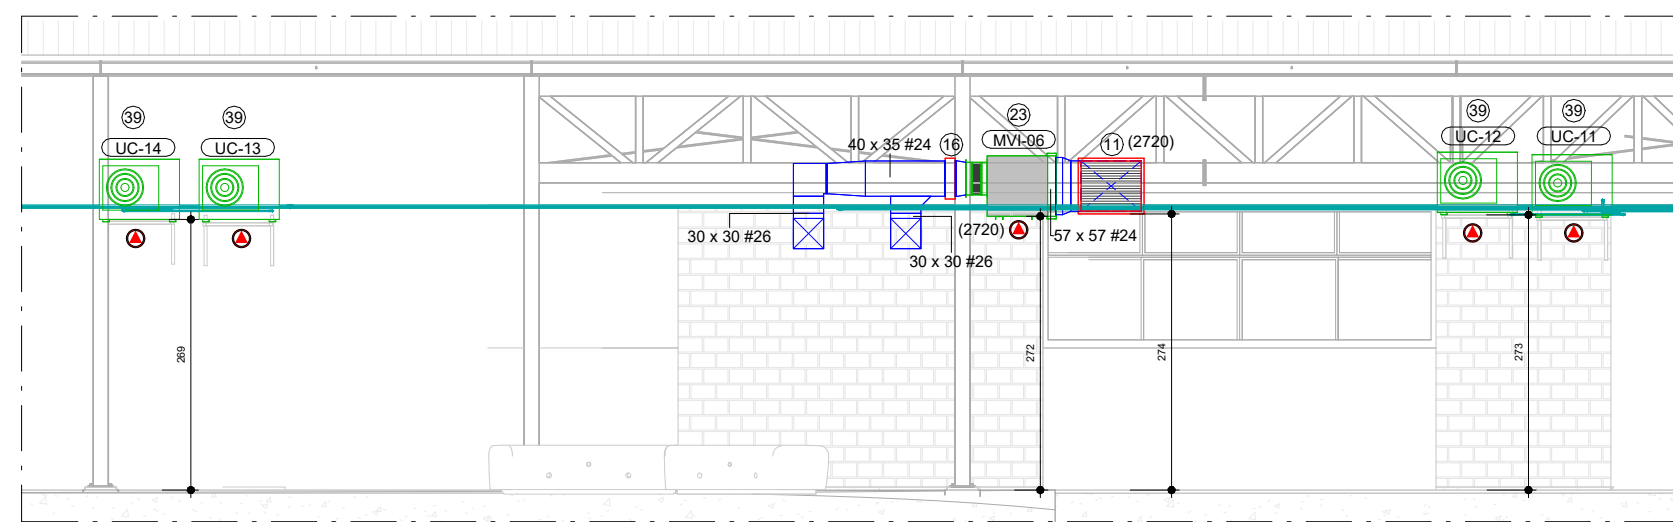 39
39
23
39
39
UC-14
UC-13
MVI-06
UC-12
UC-11
40 x 35 #24
16
11
(2720)
30 x 30 #26
(2720)
57 x 57 #24
30 x 30 #26
269
272
274
273